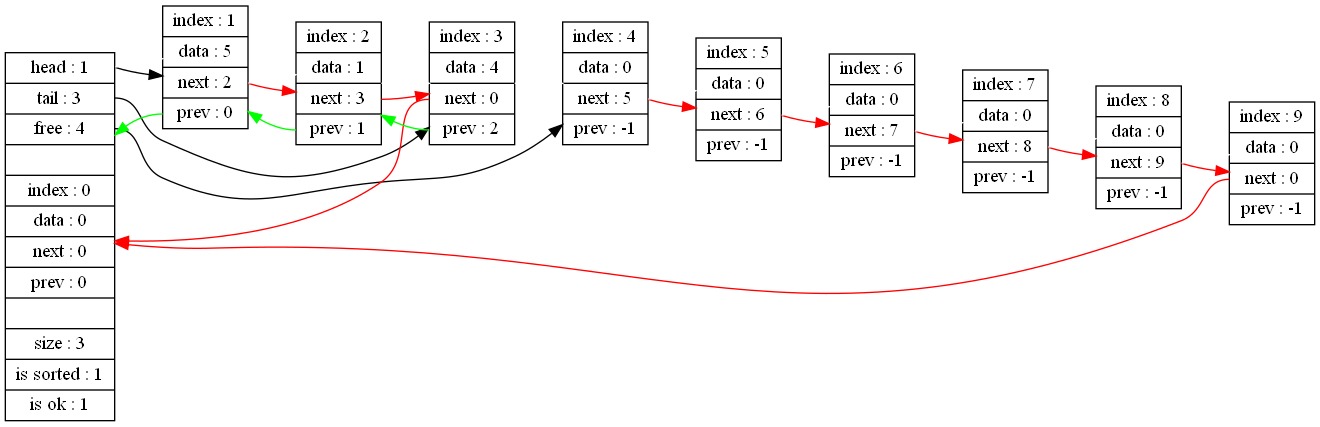 head : 1
tail : 3
free : 4
index : 0
data : 0
next : 0
prev : 0
size : 3
is sorted : 1
is ok : 1
index : 1
data : 5
next : 2
prev : 0
index : 2
data : 1
next : 3
prev : 1
index : 3
data : 4
next : 0
prev : 2
index : 4
data : 0
next : 5
prev : -1
index : 5
data : 0
next : 6
prev : -1
index : 6
data : 0
next : 7
prev : -1
index : 7
data : 0
next : 8
prev : -1
index : 8
data : 0
next : 9
prev : -1
index : 9
data : 0
next : 0
prev : -1